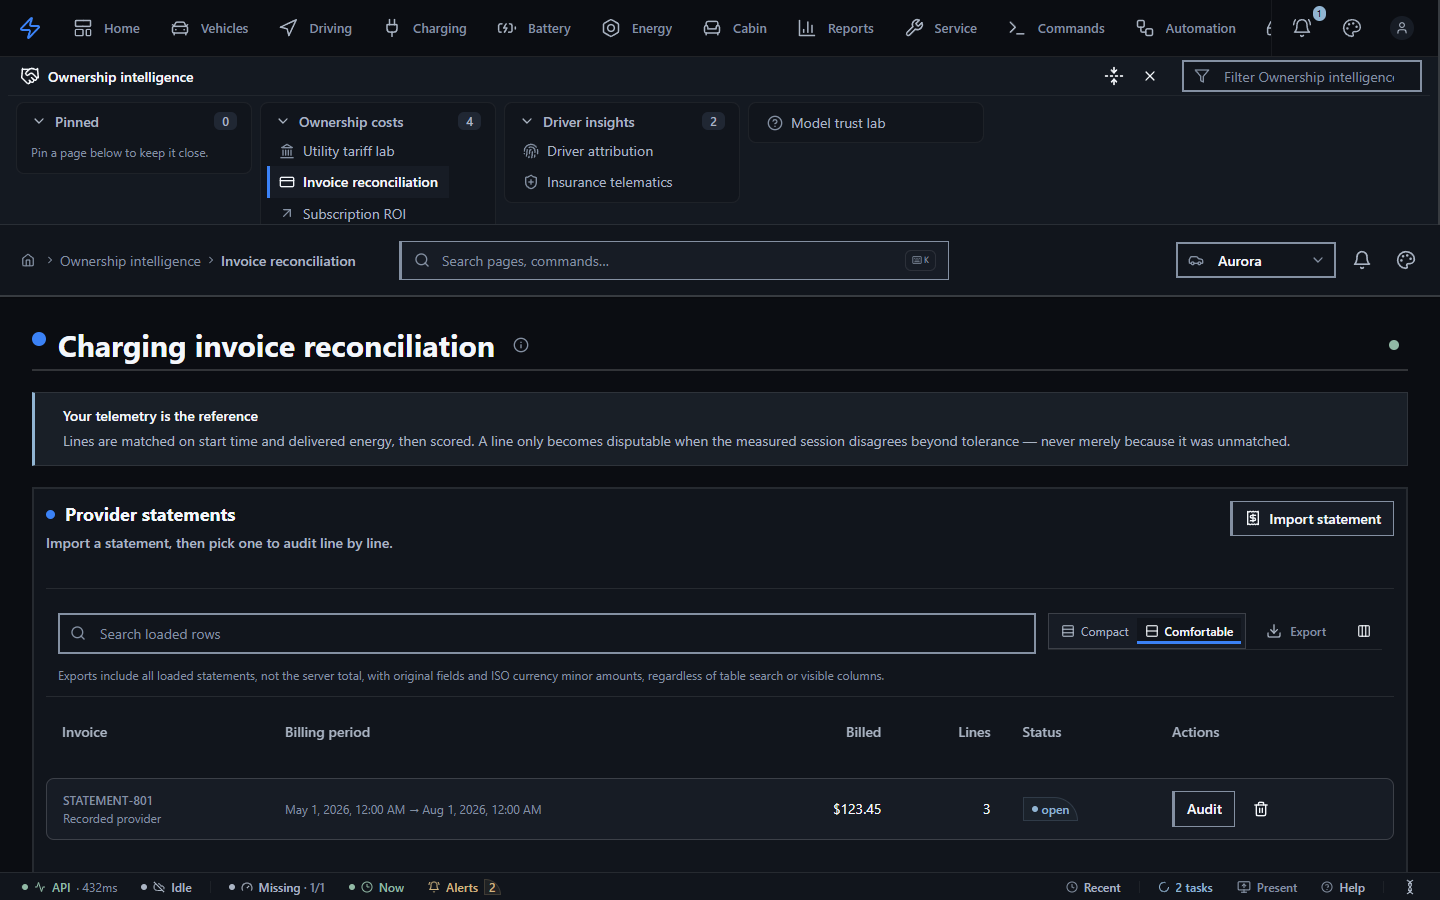 Home Vehicles Driving Charging Battery Energy Cabin Reports Service Commands Automation 1
Ownership intelligence
Filter Ownership intelligence
Pinned 0
Pin a page below to keep it close.
Ownership costs 4
Utility tariff lab
Invoice reconciliation
Subscription ROI
Driver insights 2
Driver attribution
Insurance telematics
Model trust lab
Ownership intelligence Invoice reconciliation
Search pages, commands... K
Aurora
Charging invoice reconciliation
Your telemetry is the reference
Lines are matched on start time and delivered energy, then scored. A line only becomes disputable when the measured session disagrees beyond tolerance — never merely because it was unmatched.
Provider statements
Import a statement, then pick one to audit line by line.
Import statement
Search loaded rows
Compact Comfortable Export
Exports include all loaded statements, not the server total, with original fields and ISO currency minor amounts, regardless of table search or visible columns.
Invoice Billing period Billed Lines Status Actions
STATEMENT-801
Recorded provider
May 1, 2026, 12:00 AM → Aug 1, 2026, 12:00 AM $123.45 3 open Audit
API · 432ms Idle Missing · 1/1 Now Alerts 2 Recent 2 tasks Present Help